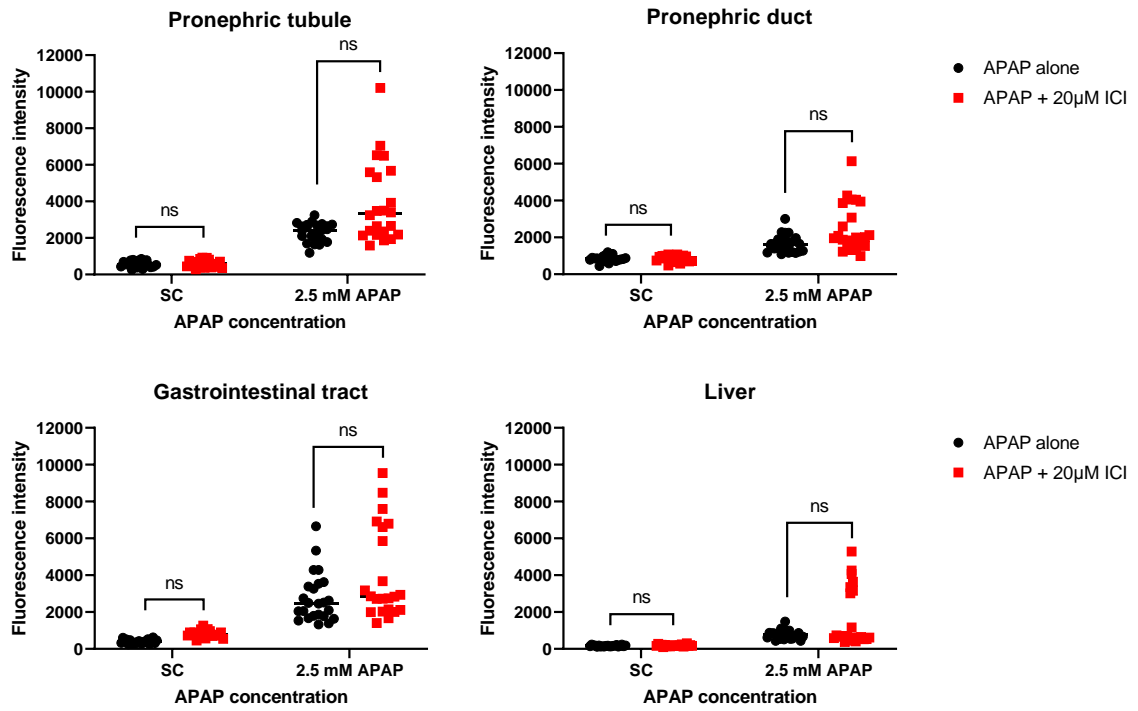 Pronephric tubule
Fluorescence intensity
12000
10000
8000
6000
4000
2000
0
ns
ns
SC
2.5 mM APAP
APAP concentration
Pronephric duct
Fluorescence intensity
12000
10000
8000
6000
4000
2000
0
ns
ns
SC
2.5 mM APAP
APAP concentration
APAP alone
APAP + 20µM ICI
Gastrointestinal tract
Fluorescence intensity
12000
10000
8000
6000
4000
2000
0
ns
ns
SC
2.5 mM APAP
APAP concentration
Liver
Fluorescence intensity
12000
10000
8000
6000
4000
2000
0
ns
ns
SC
2.5 mM APAP
APAP concentration
APAP alone
APAP + 20µM ICI